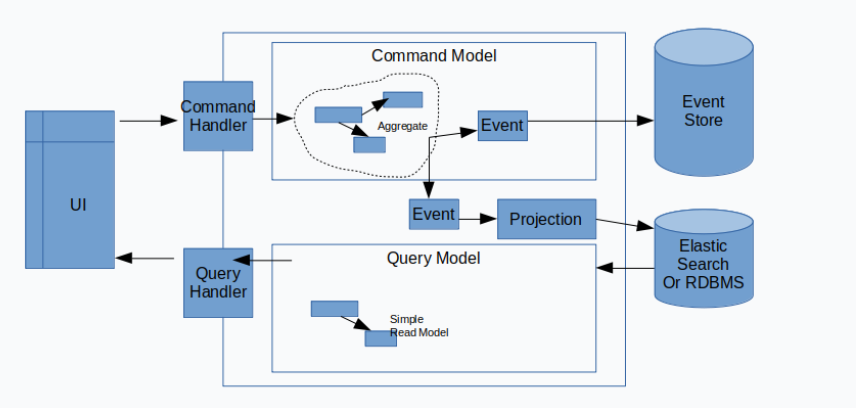 Command Model
Command
Handler
Aggregate
Event
Event
Store
UI
Event
Projection
Elastic
Search
Or RDBMS
Query Model
Query
Handler
Simple
Read Model